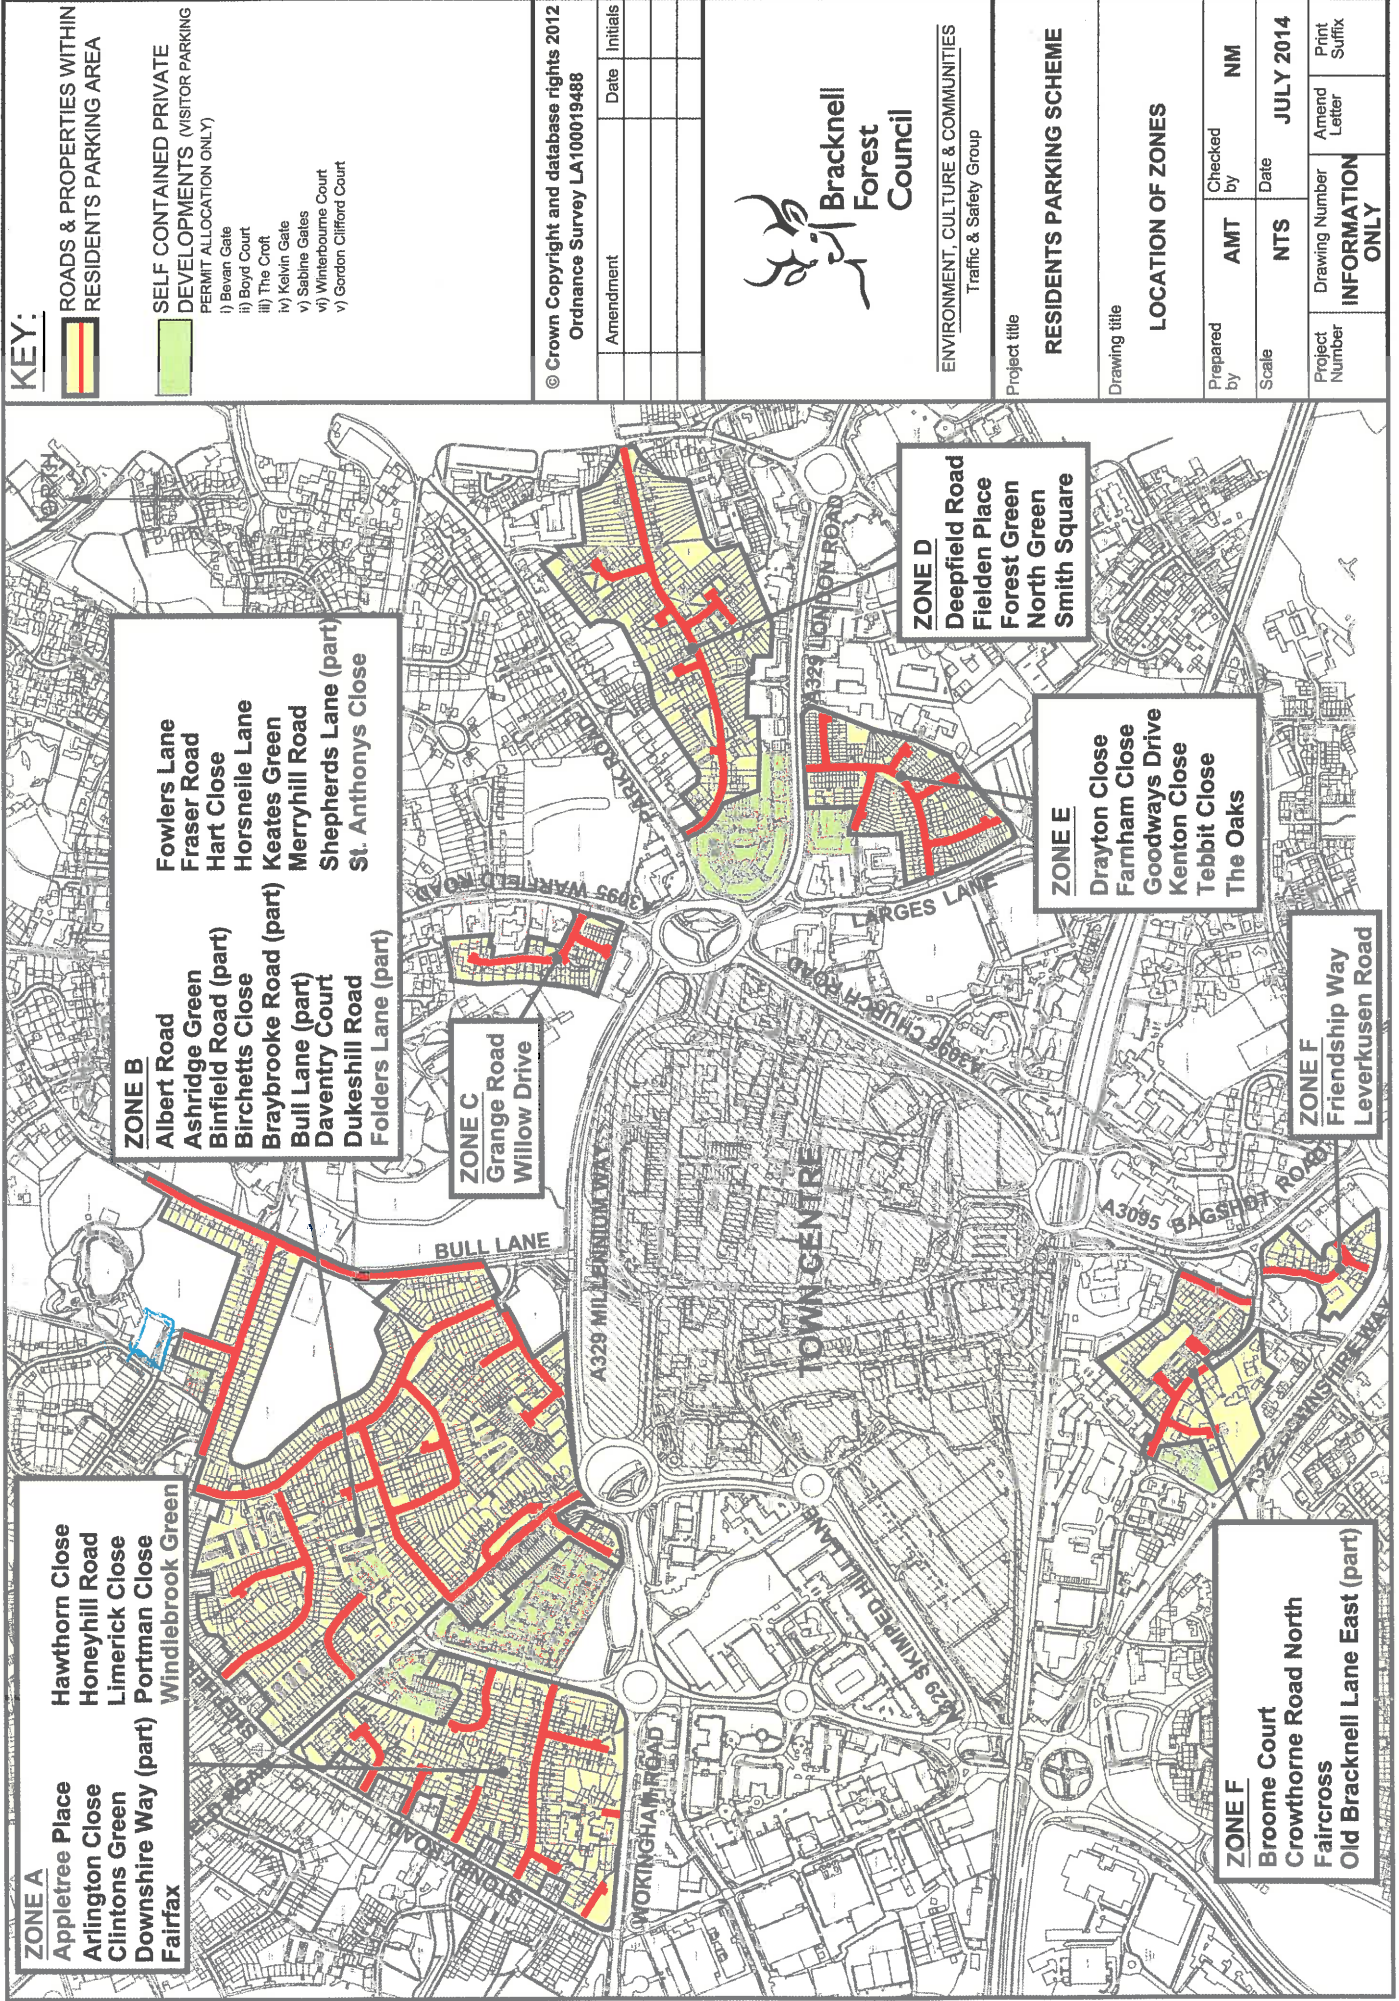 KEY:
ROADS & PROPERTIES WITHIN
RESIDENTS PARKING AREA
SELF CONTAINED PRIVATE
DEVELOPMENTS (VISITOR PARKING
PERMIT ALLOCATION ONLY)
i) Bevan Gate
ii) Boyd Court
iii) The Croft
iv) Kelvin Gate
v) Sabine Gates
vi) Winterbourne Court
v) Gordon Clifford Court
© Crown Copyright and database rights 2012
Ordnance Survey LA100019488
Amendment Date Initials
Bracknell
Forest
Council
ENVIRONMENT, CULTURE & COMMUNITIES
Traffic & Safety Group
Project title
RESIDENTS PARKING SCHEME
Drawing title
LOCATION OF ZONES
Prepared by AMT Checked by NM
Scale NTS Date JULY 2014
Project Number Drawing Number INFORMATION ONLY Amend Letter Print Suffix
NORTH
ZONE A
Appletree Place
Arlington Close
Clintons Green
Downshire Way (part)
Fairfax
Hawthorn Close
Honeyhill Road
Limerick Close
Portman Close
Windlebrook Green
ZONE B
Albert Road
Ashridge Green
Binfield Road (part)
Birchetts Close
Braybrooke Road (part)
Bull Lane (part)
Daventry Court
Dukeshill Road
Folders Lane (part)
Fowlers Lane
Fraser Road
Hart Close
Horsneile Lane
Keates Green
Merryhill Road
Shepherds Lane (part)
St. Anthonys Close
ZONE C
Grange Road
Willow Drive
ZONE D
Deepfield Road
Fielden Place
Forest Green
North Green
Smith Square
ZONE E
Drayton Close
Farnham Close
Goodways Drive
Kenton Close
Tebbit Close
The Oaks
ZONE F
Friendship Way
Leverkusen Road
ZONE F
Broome Court
Crowthorne Road North
Faircross
Old Bracknell Lane East (part)
BULL LANE
A329 MILLENNIUM WAY
TOWN CENTRE
A3095 WARFIELD ROAD
PARK ROAD
A329 LONDON ROAD
LARGES LANE
A3095 CHURCH ROAD
A3095 BAGSHOT ROAD
STONEY ROAD
WOKINGHAM ROAD
A329 SKIMPED HILL LANE